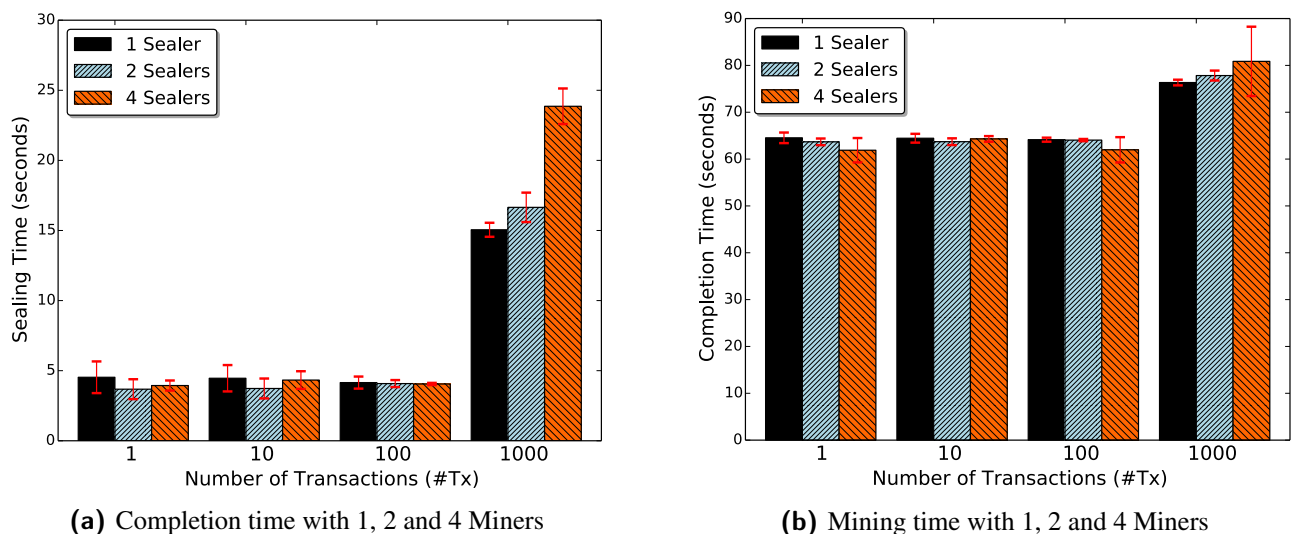 30
25
20
15
10
5
0
Sealing Time (seconds)
1 Sealer
2 Sealers
4 Sealers
1 10 100 1000
Number of Transactions (#Tx)
(a) Completion time with 1, 2 and 4 Miners
90
80
70
60
50
40
30
20
10
0
Completion Time (seconds)
1 Sealer
2 Sealers
4 Sealers
1 10 100 1000
Number of Transactions (#Tx)
(b) Mining time with 1, 2 and 4 Miners